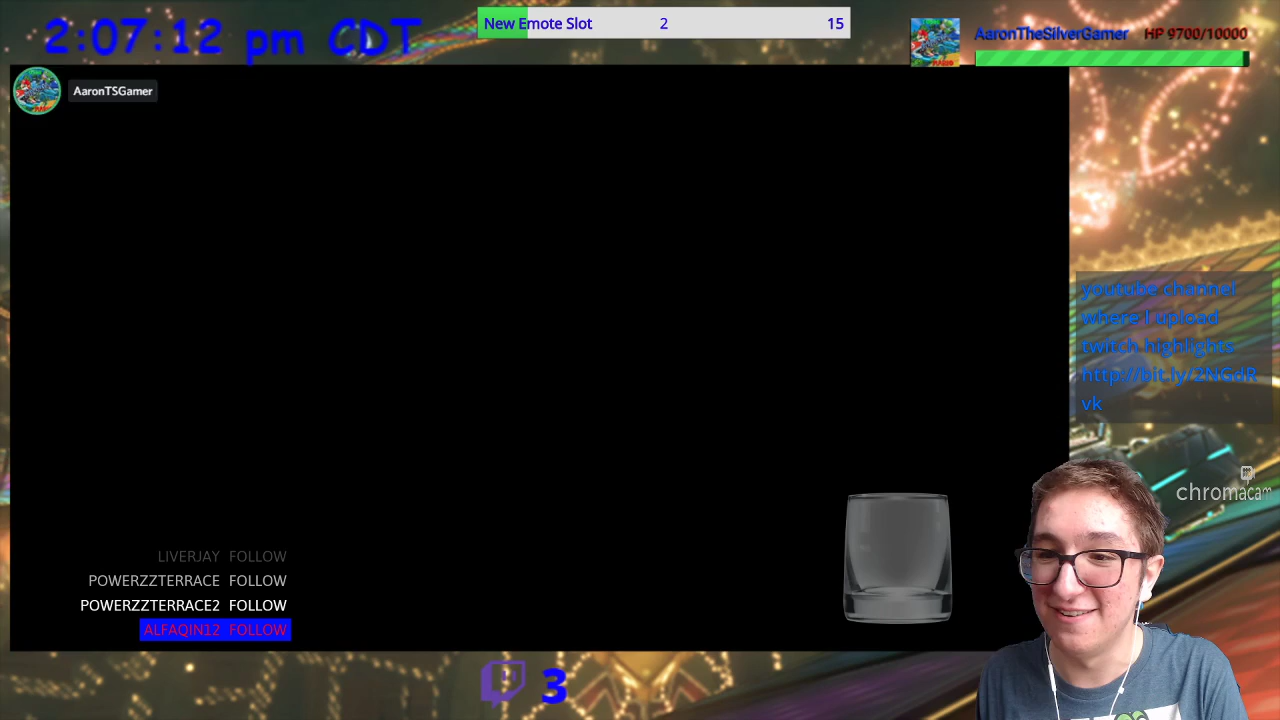 2:07:12 pm CDT
New Emote Slot 2 15
AaronTheSilverGamer HP 9700/10000
AaronTSGamer
youtube channel
where I upload
twitch highlights
http://bit.ly/2NGdR
vk
chromacam
LIVERJAY FOLLOW
POWERZZTERRACE FOLLOW
POWERZZTERRACE2 FOLLOW
ALFAQIN12 FOLLOW
3